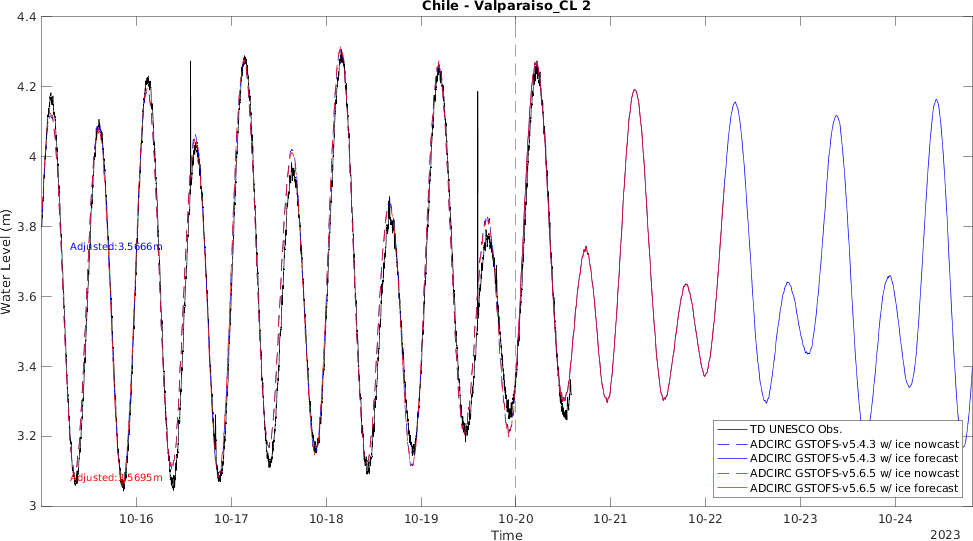 Chile - Valparaiso_CL 2
Water Level (m)
4.4
4.2
4
3.8
3.6
3.4
3.2
3
Adjusted:3.5666m
Adjusted:3.5695m
TD UNESCO Obs.
ADCIRC GSTOFS-v5.4.3 w/ ice nowcast
ADCIRC GSTOFS-v5.4.3 w/ ice forecast
ADCIRC GSTOFS-v5.6.5 w/ ice nowcast
ADCIRC GSTOFS-v5.6.5 w/ ice forecast
10-16 10-17 10-18 10-19 10-20 10-21 10-22 10-23 10-24
Time
2023